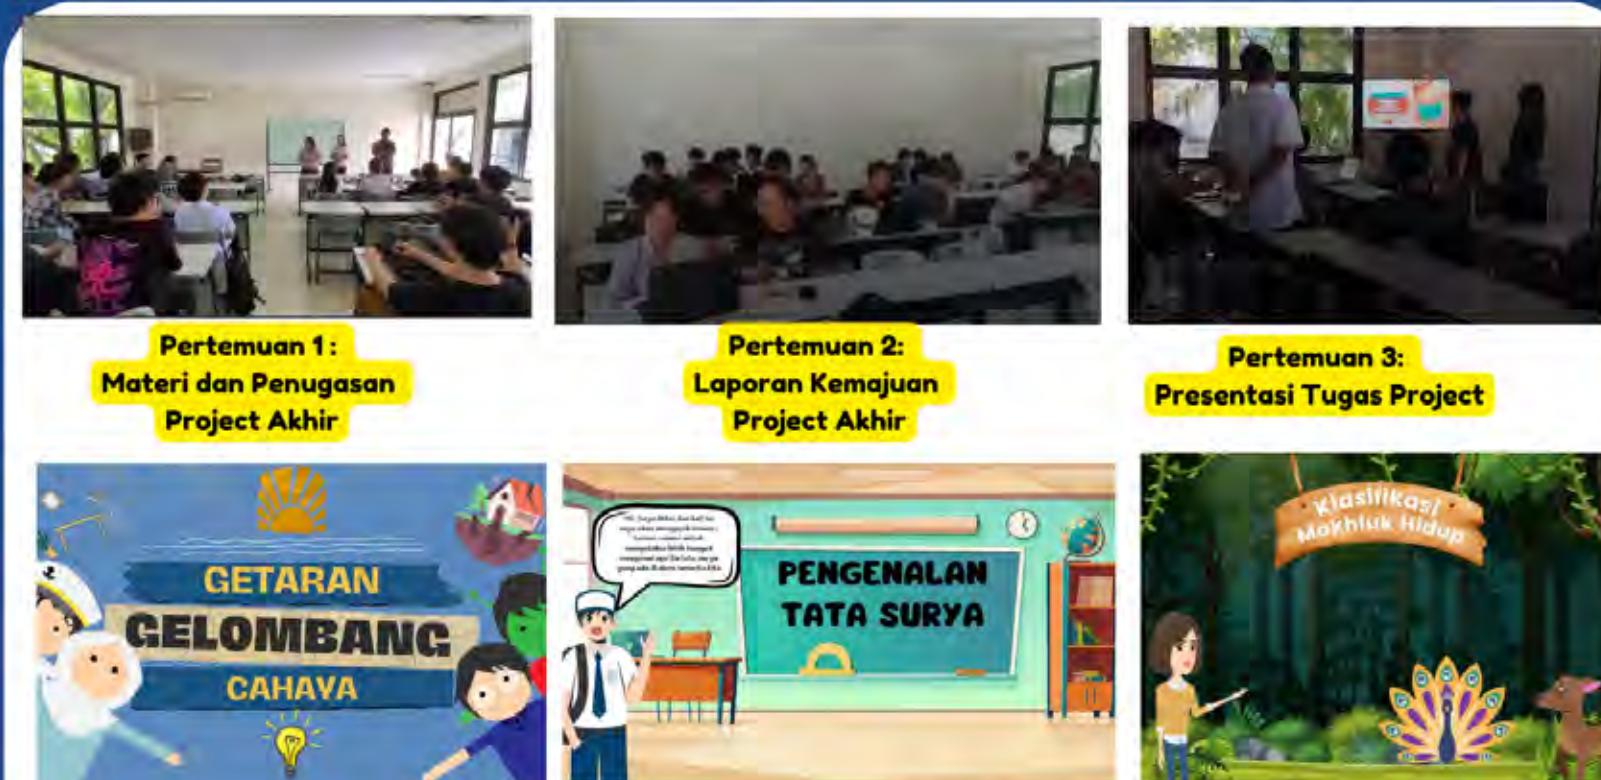 Pertemuan 1 :
Materi dan Penugasan
Project Akhir
Pertemuan 2:
Laporan Kemajuan
Project Akhir
Pertemuan 3:
Presentasi Tugas Project
GETARAN
GELOMBANG
CAHAYA
PENGENALAN
TATA SURYA
Klasifikasi
Makhluk Hidup